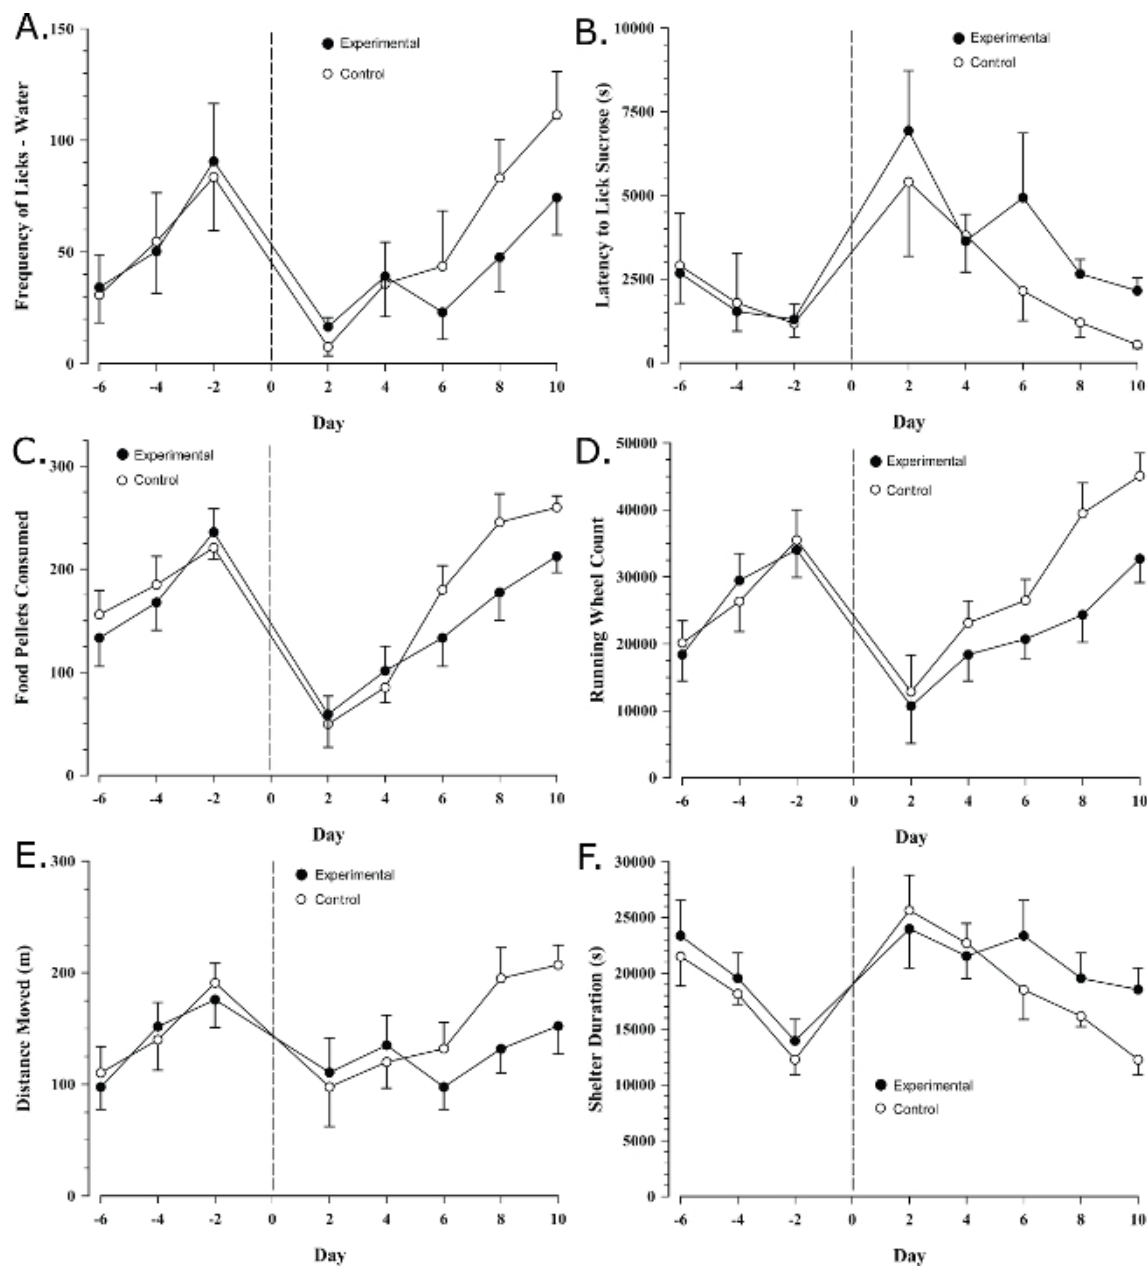 A.
150
100
50
0
Frequency of Licks - Water
Experimental
Control
-6 -4 -2 0 2 4 6 8 10
Day
B.
10000
7500
5000
2500
0
Latency to Lick Sucrose (s)
Experimental
Control
-6 -4 -2 0 2 4 6 8 10
Day
C.
300
200
100
0
Food Pellets Consumed
Experimental
Control
-6 -4 -2 0 2 4 6 8 10
Day
D.
50000
40000
30000
20000
10000
0
Running Wheel Count
Experimental
Control
-6 -4 -2 0 2 4 6 8 10
Day
E.
300
200
100
0
Distance Moved (m)
Experimental
Control
-6 -4 -2 0 2 4 6 8 10
Day
F.
30000
25000
20000
15000
10000
5000
0
Shelter Duration (s)
Experimental
Control
-6 -4 -2 0 2 4 6 8 10
Day